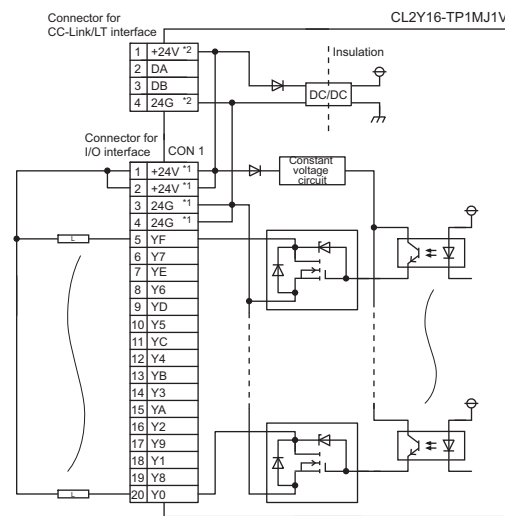 Connector for
CC-Link/LT interface
CL2Y16-TP1MJ1V
1 +24V *2
2 DA
3 DB
4 24G *2
Insulation
DC/DC
Connector for
I/O interface
CON 1
1 +24V *1
2 +24V *1
3 24G *1
4 24G *1
5 YF
6 Y7
7 YE
8 Y6
9 YD
10 Y5
11 YC
12 Y4
13 YB
14 Y3
15 YA
16 Y2
17 Y9
18 Y1
19 Y8
20 Y0
Constant
voltage
circuit
L
L